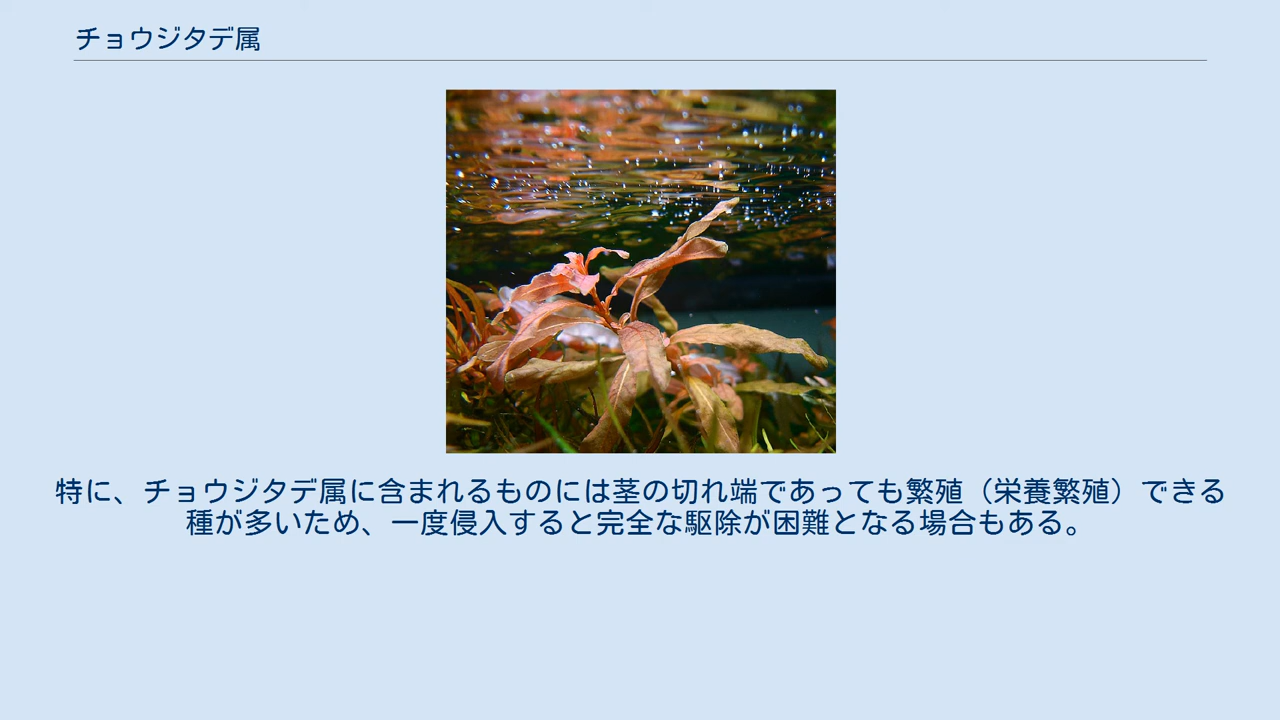 チョウジタデ属
特に、チョウジタデ属に含まれるものには茎の切れ端であっても繁殖（栄養繁殖）できる
種が多いため、一度侵入すると完全な駆除が困難となる場合もある。